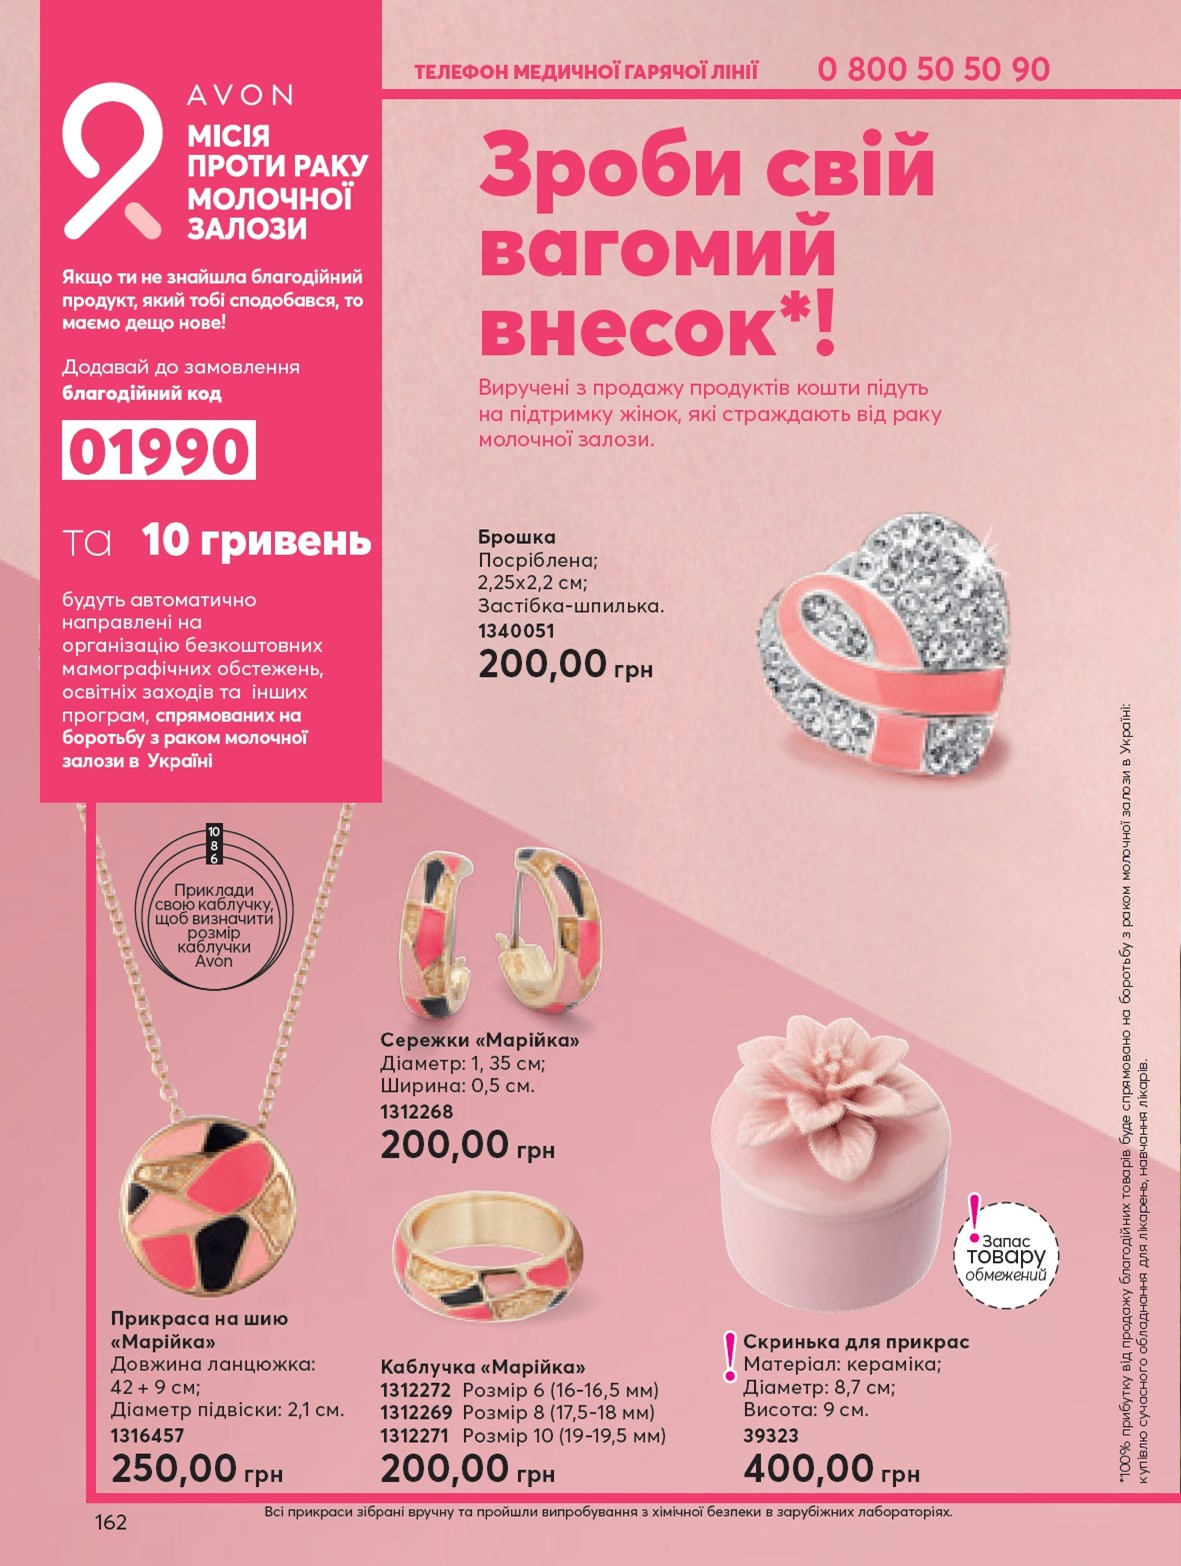 ТЕЛЕФОН МЕДИЧНОЇ ГАРЯЧОЇ ЛІНІЇ 0 800 50 50 90
AVON
МІСІЯ
ПРОТИ РАКУ
МОЛОЧНОЇ
ЗАЛОЗИ
Якщо ти не знайшла благодійний
продукт, який тобі сподобався, то
маємо дещо нове!
Додавай до замовлення
благодійний код
01990
та 10 гривень
будуть автоматично
направлені на
організацію безкоштовних
мамографічних обстежень,
освітніх заходів та інших
програм, спрямованих на
боротьбу з раком молочної
залози в Україні
Зроби свій
вагомий
внесок*!
Виручені з продажу продуктів кошти підуть
на підтримку жінок, які страждають від раку
молочної залози.
Брошка
Посріблена;
2,25х2,2 см;
Застібка-шпилька.
1340051
200,00 грн
10
8
6
Приклади
свою каблучку,
щоб визначити
розмір
каблучки
Avon
Сережки «Марійка»
Діаметр: 1, 35 см;
Ширина: 0,5 см.
1312268
200,00 грн
Прикраса на шию
«Марійка»
Довжина ланцюжка:
42 + 9 см;
Діаметр підвіски: 2,1 см.
1316457
250,00 грн
Каблучка «Марійка»
1312272 Розмір 6 (16-16,5 мм)
1312269 Розмір 8 (17,5-18 мм)
1312271 Розмір 10 (19-19,5 мм)
200,00 грн
! Запас
товару
обмежений
! Скринька для прикрас
Матеріал: кераміка;
Діаметр: 8,7 см;
Висота: 9 см.
39323
400,00 грн
*100% прибутку від продажу благодійних товарів буде спрямовано на боротьбу з раком молочної залози в Україні:
купівлю сучасного обладнання для лікарень, навчання лікарів.
Всі прикраси зібрані вручну та пройшли випробування з хімічної безпеки в зарубіжних лабораторіях.
162